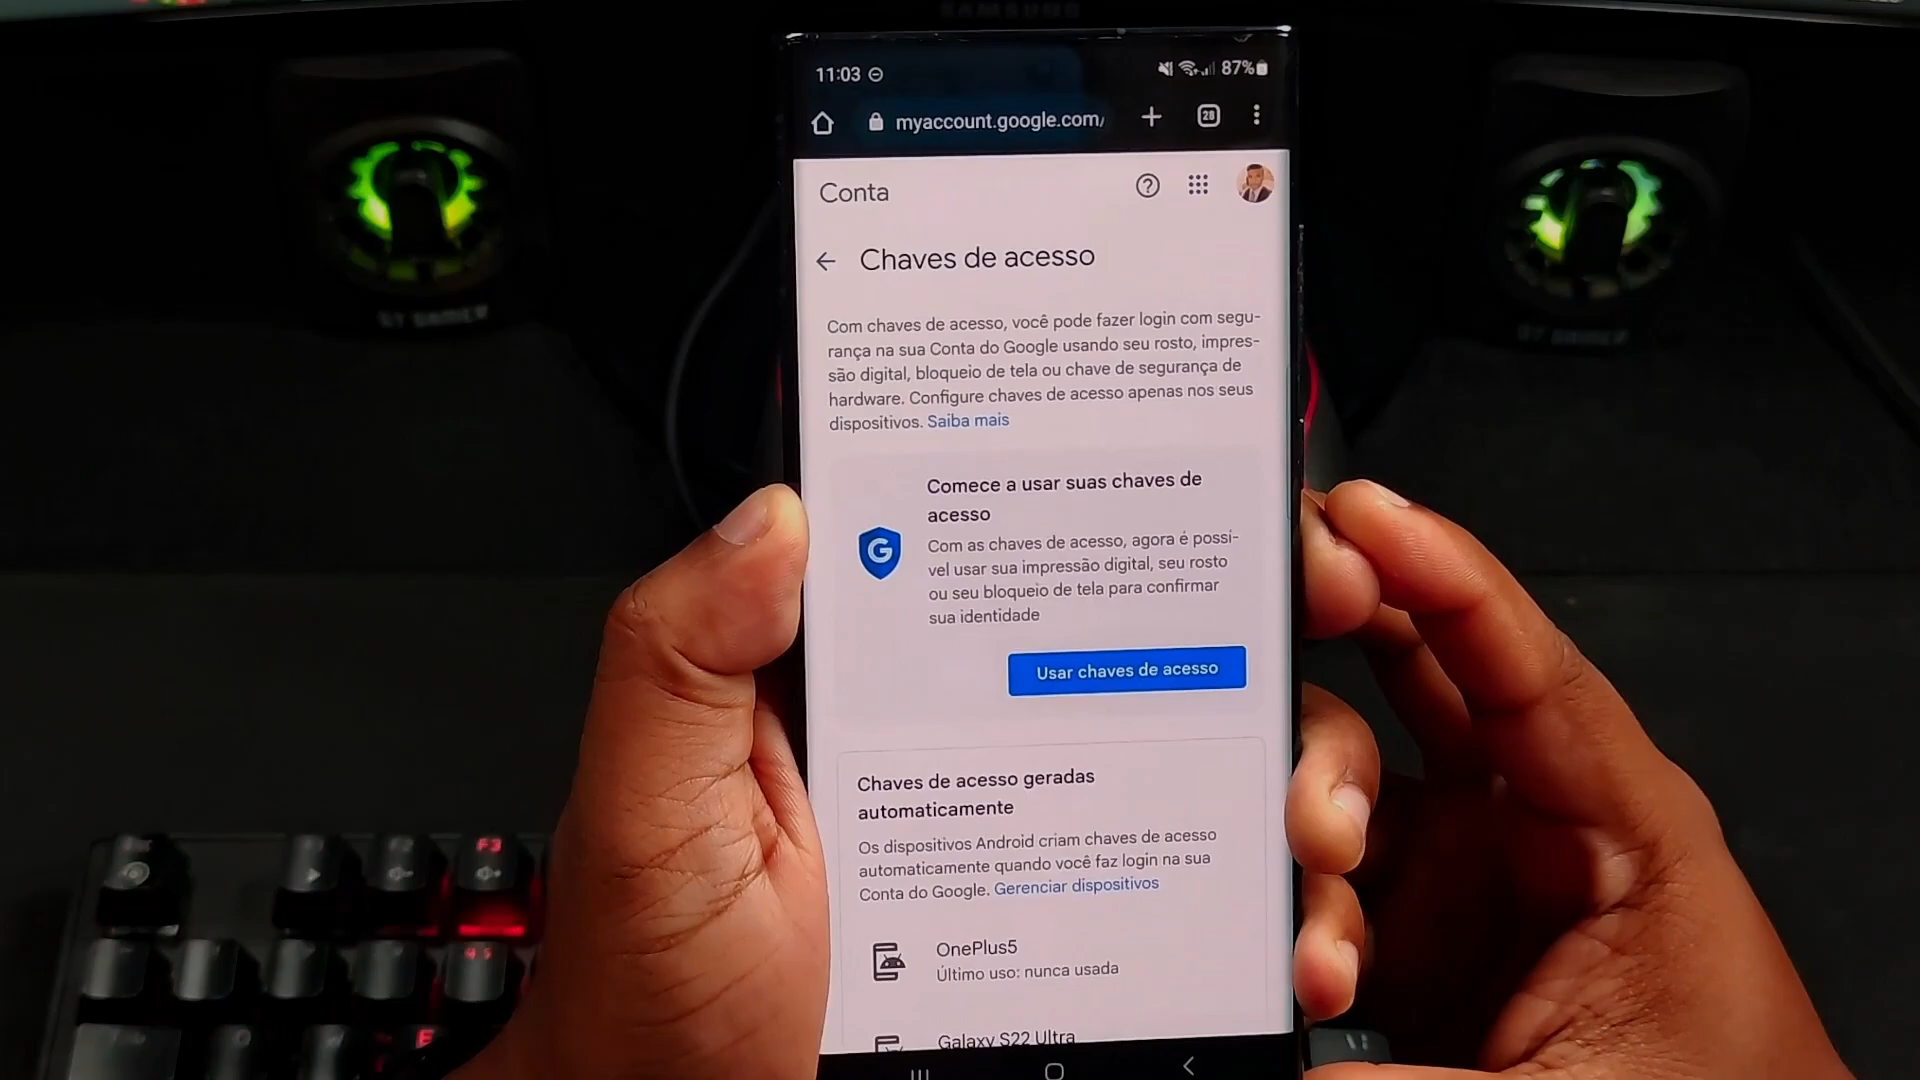 SAMSUNG
11:03
87%
myaccount.google.com/
28
Conta
Chaves de acesso
Com chaves de acesso, você pode fazer login com segu-
rança na sua Conta do Google usando seu rosto, impres-
são digital, bloqueio de tela ou chave de segurança de
hardware. Configure chaves de acesso apenas nos seus
dispositivos. Saiba mais
Comece a usar suas chaves de
acesso
G
Com as chaves de acesso, agora é possí-
vel usar sua impressão digital, seu rosto
ou seu bloqueio de tela para confirmar
sua identidade
Usar chaves de acesso
Chaves de acesso geradas
automaticamente
Os dispositivos Android criam chaves de acesso
automaticamente quando você faz login na sua
Conta do Google. Gerenciar dispositivos
OnePlus5
Último uso: nunca usada
Galaxy S22 Ultra
F2
F3
E